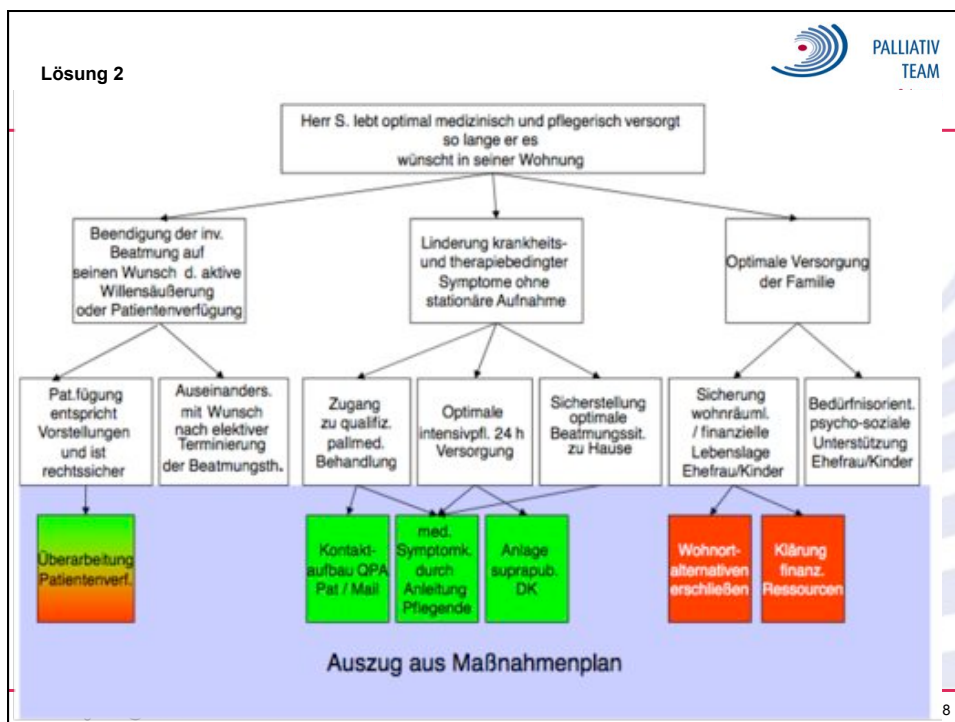 PALLIATIV
TEAM
Lösung 2
Herr S. lebt optimal medizinisch und pflegerisch versorgt
so lange er es
wünscht in seiner Wohnung
Beendigung der inv.
Beatmung auf
seinen Wunsch d. aktive
Willensäußerung
oder Patientenverfügung
Linderung krankheits-
und therapiebedingter
Symptome ohne
stationäre Aufnahme
Optimale Versorgung
der Familie
Pat.fügung
entspricht
Vorstellungen
und ist
rechtssicher
Auseinanders.
mit Wunsch
nach elektiver
Terminierung
der Beatmungsth.
Zugang
zu qualifiz.
pallmed.
Behandlung
Optimale
intensivpfl. 24 h
Versorgung
Sicherstellung
optimale
Beatmungssit.
zu Hause
Sicherung
wohnräuml.
/ finanzielle
Lebenslage
Ehefrau/Kinder
Bedürfnisorient.
psycho-soziale
Unterstützung
Ehefrau/Kinder
Überarbeitung
Patientenverf.
Kontakt-
aufbau QPA
Pat / Mail
med.
Symptomk.
durch
Anleitung
Pflegende
Anlage
suprapub.
DK
Wohnort-
alternativen
erschließen
Klärung
finanz.
Ressourcen
Auszug aus Maßnahmenplan
8